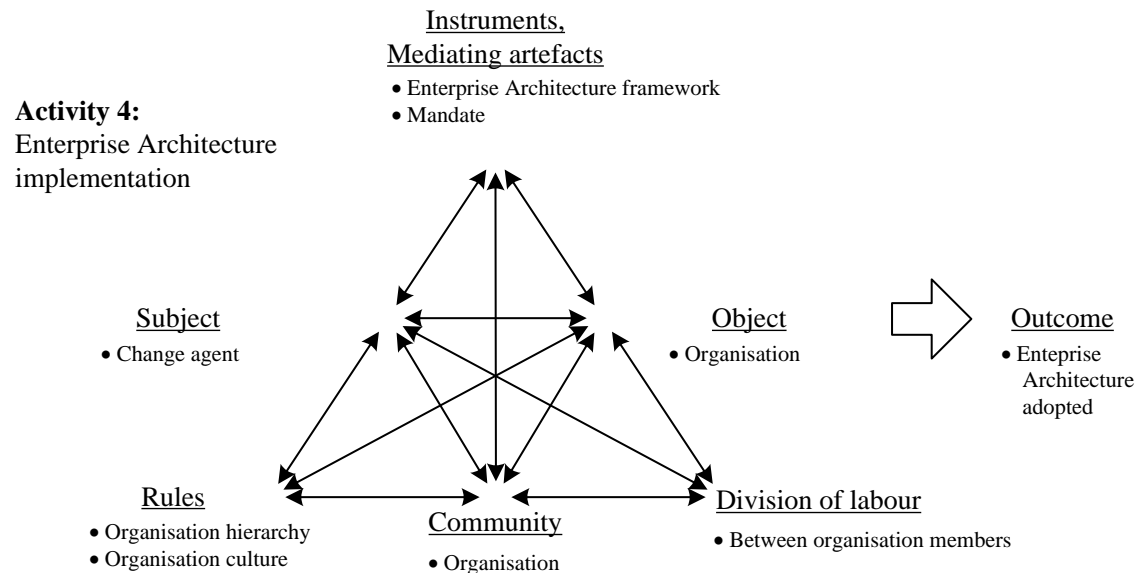 Instruments,
Mediating artefacts
• Enterprise Architecture framework
• Mandate
Activity 4:
Enterprise Architecture
implementation
Subject
• Change agent
Object
• Organisation
Outcome
• Enteprise
Architecture
adopted
Rules
• Organisation hierarchy
• Organisation culture
Community
• Organisation
Division of labour
• Between organisation members